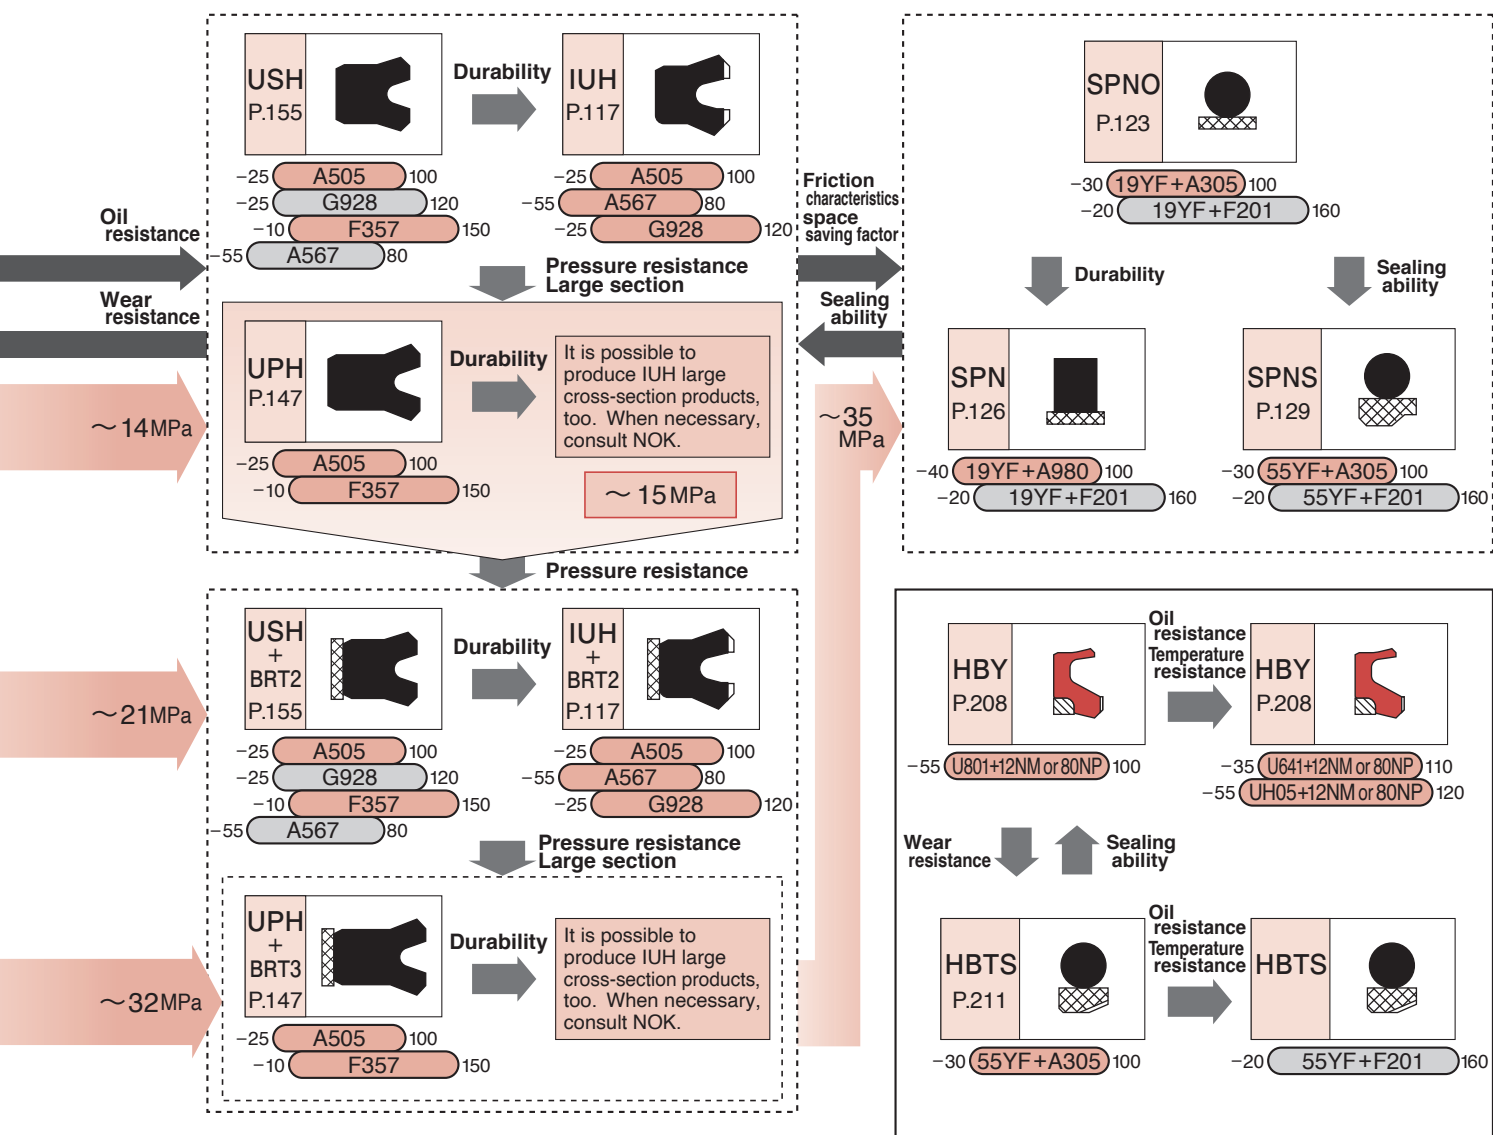 Oil
resistance
Wear
resistance
～14MPa
～21MPa
～32MPa
USH
P.155
Durability
IUH
P.117
−25 A505 100
−25 G928 120
−10 F357 150
−55 A567 80
−25 A505 100
−55 A567 80
−25 G928 120
Pressure resistance
Large section
UPH
P.147
Durability
It is possible to
produce IUH large
cross-section products,
too. When necessary,
consult NOK.
−25 A505 100
−10 F357 150
～ 15MPa
Pressure resistance
USH
+
BRT2
P.155
Durability
IUH
+
BRT2
P.117
−25 A505 100
−25 G928 120
−10 F357 150
−55 A567 80
−25 A505 100
−55 A567 80
−25 G928 120
Pressure resistance
Large section
UPH
+
BRT3
P.147
Durability
It is possible to
produce IUH large
cross-section products,
too. When necessary,
consult NOK.
−25 A505 100
−10 F357 150
Friction
characteristics
space
saving factor
Sealing
ability
～35
MPa
SPNO
P.123
−30 19YF+A305 100
−20 19YF+F201 160
Durability
Sealing
ability
SPN
P.126
−40 19YF+A980 100
−20 19YF+F201 160
SPNS
P.129
−30 55YF+A305 100
−20 55YF+F201 160
HBY
P.208
Oil
resistance
Temperature
resistance
HBY
P.208
−55 U801+12NM or 80NP 100
−35 U641+12NM or 80NP 110
−55 UH05+12NM or 80NP 120
Wear
resistance
Sealing
ability
HBTS
P.211
Oil
resistance
Temperature
resistance
HBTS
−30 55YF+A305 100
−20 55YF+F201 160